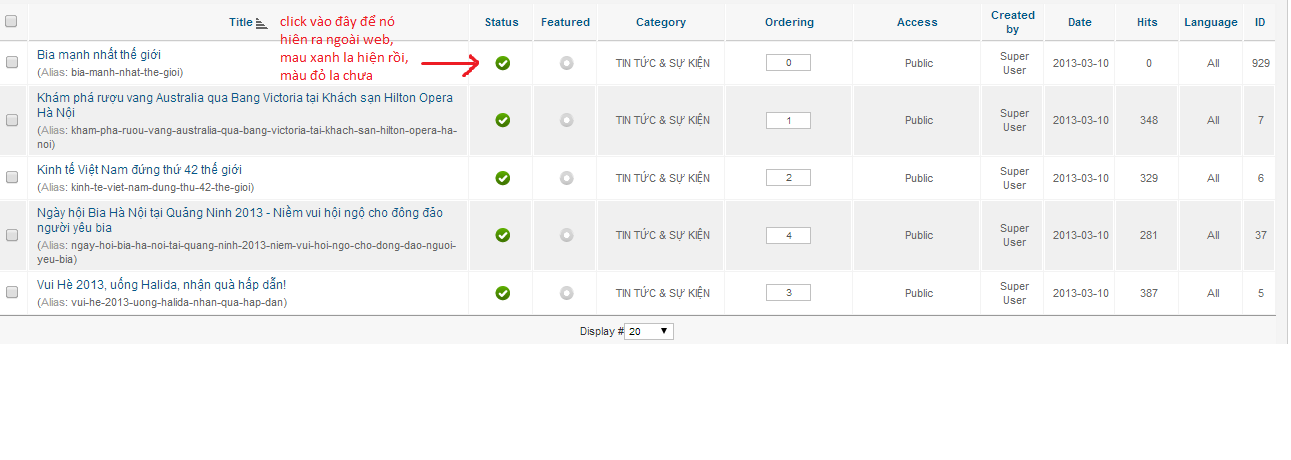 Title
click vào đây để nó
hiên ra ngoài web,
mau xanh la hiện rồi,
màu đỏ la chưa
Status
Featured
Category
Ordering
Access
Created
by
Date
Hits
Language
ID
Bia mạnh nhất thế giới
(Alias: bia-manh-nhat-the-gioi)
TIN TỨC & SỰ KIỆN
0
Public
Super
User
2013-03-10
0
All
929
Khám phá rượu vang Australia qua Bang Victoria tại Khách sạn Hilton Opera
Hà Nội
(Alias: kham-pha-ruou-vang-australia-qua-bang-victoria-tai-khach-san-hilton-opera-ha-
noi)
TIN TỨC & SỰ KIỆN
1
Public
Super
User
2013-03-10
348
All
7
Kinh tế Việt Nam đứng thứ 42 thế giới
(Alias: kinh-te-viet-nam-dung-thu-42-the-gioi)
TIN TỨC & SỰ KIỆN
2
Public
Super
User
2013-03-10
329
All
6
Ngày hội Bia Hà Nội tại Quảng Ninh 2013 - Niềm vui hội ngộ cho đông đảo
người yêu bia
(Alias: ngay-hoi-bia-ha-noi-tai-quang-ninh-2013-niem-vui-hoi-ngo-cho-dong-dao-nguoi-
yeu-bia)
TIN TỨC & SỰ KIỆN
4
Public
Super
User
2013-03-10
281
All
37
Vui Hè 2013, uống Halida, nhận quà hấp dẫn!
(Alias: vui-he-2013-uong-halida-nhan-qua-hap-dan)
TIN TỨC & SỰ KIỆN
3
Public
Super
User
2013-03-10
387
All
5
Display # 20